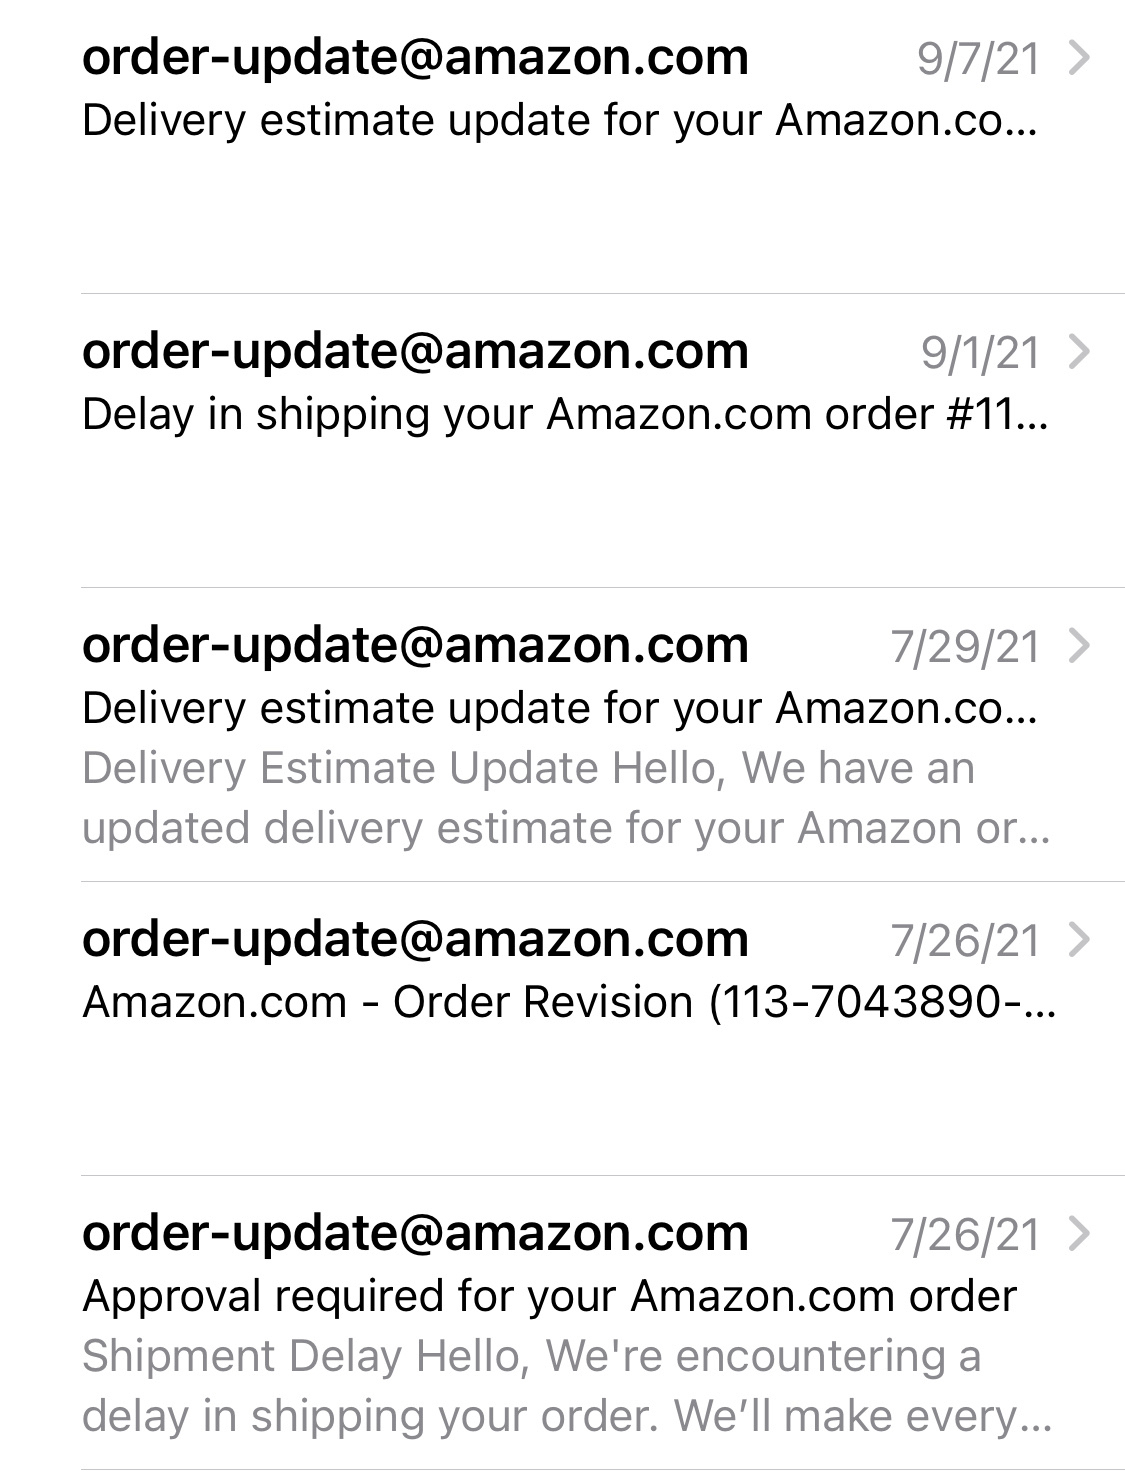 order-update@amazon.com 9/7/21
Delivery estimate update for your Amazon.co...
order-update@amazon.com 9/1/21
Delay in shipping your Amazon.com order #11...
order-update@amazon.com 7/29/21
Delivery estimate update for your Amazon.co...
Delivery Estimate Update Hello, We have an
updated delivery estimate for your Amazon or...
order-update@amazon.com 7/26/21
Amazon.com - Order Revision (113-7043890-...
order-update@amazon.com 7/26/21
Approval required for your Amazon.com order
Shipment Delay Hello, We're encountering a
delay in shipping your order. We’ll make every...